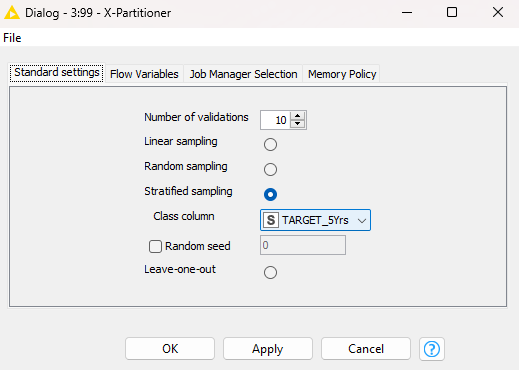 Dialog - 3:99 - X-Partitioner
File
Standard settings Flow Variables Job Manager Selection Memory Policy
Number of validations 10
Linear sampling
Random sampling
Stratified sampling
Class column S TARGET_5Yrs
Random seed 0
Leave-one-out
OK Apply Cancel ?